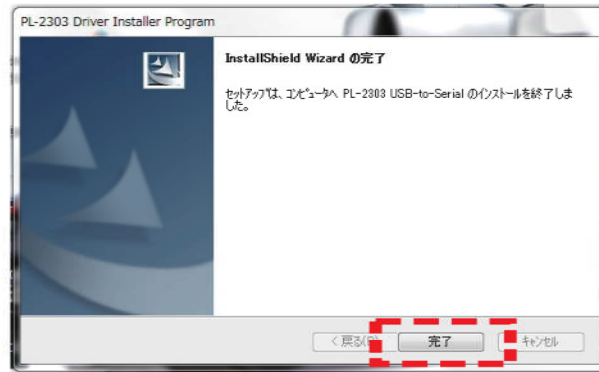 PL-2303 Driver Installer Program
InstallShield Wizard の完了
セットアップは、コンピュータへ PL-2303 USB-to-Serial のインストールを終了しま
した。
< 戻る(B) 完了 キャンセル